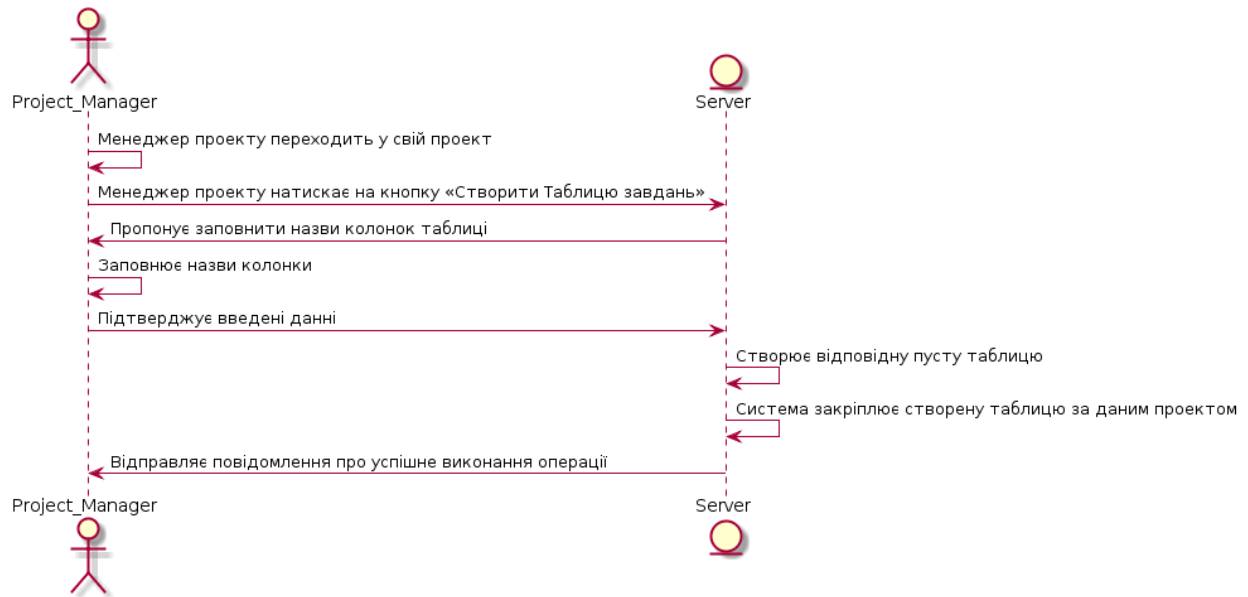 Project_Manager
Server
Менеджер проекту переходить у свій проект
Менеджер проекту натискає на кнопку «Створити Таблицю завдань»
Пропонує заповнити назви колонок таблиці
Заповнює назви колонки
Підтверджує введені данні
Створює відповідну пусту таблицю
Система закріплює створену таблицю за даним проектом
Відправляє повідомлення про успішне виконання операції
Project_Manager
Server